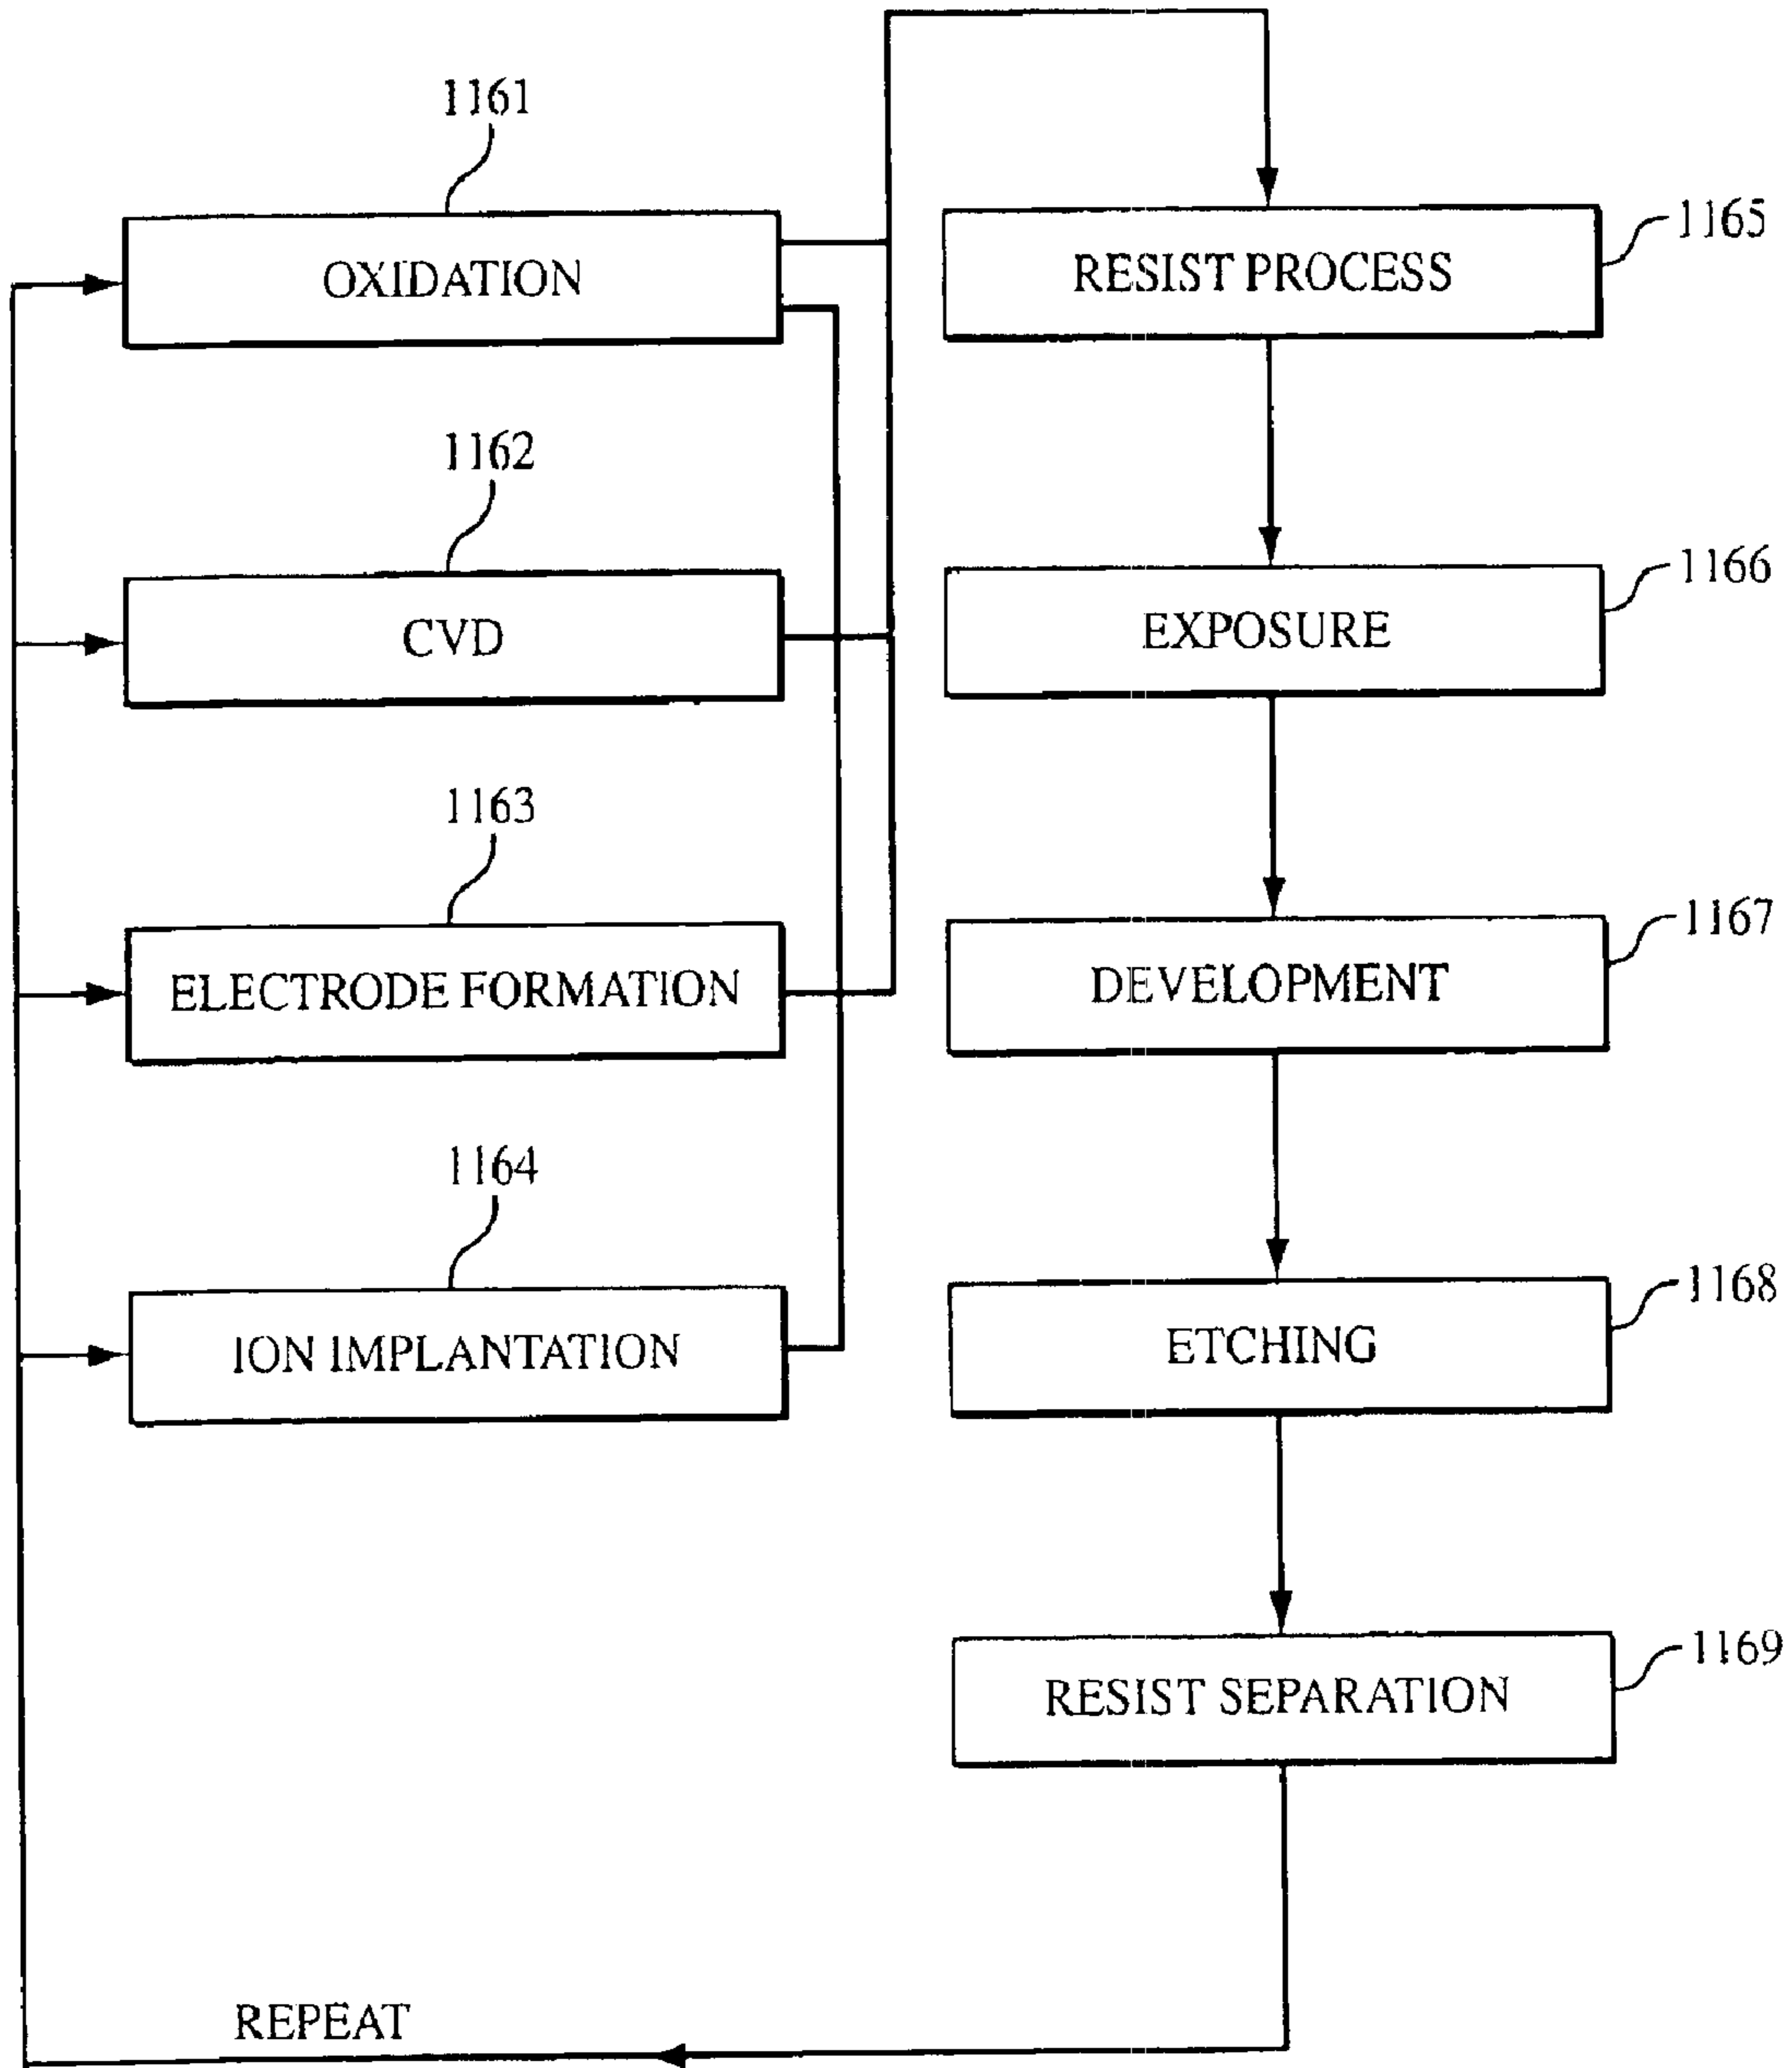 1161
OXIDATION
1162
CVD
1163
ELECTRODE FORMATION
1164
ION IMPLANTATION
1165
RESIST PROCESS
1166
EXPOSURE
1167
DEVELOPMENT
1168
ETCHING
1169
RESIST SEPARATION
REPEAT